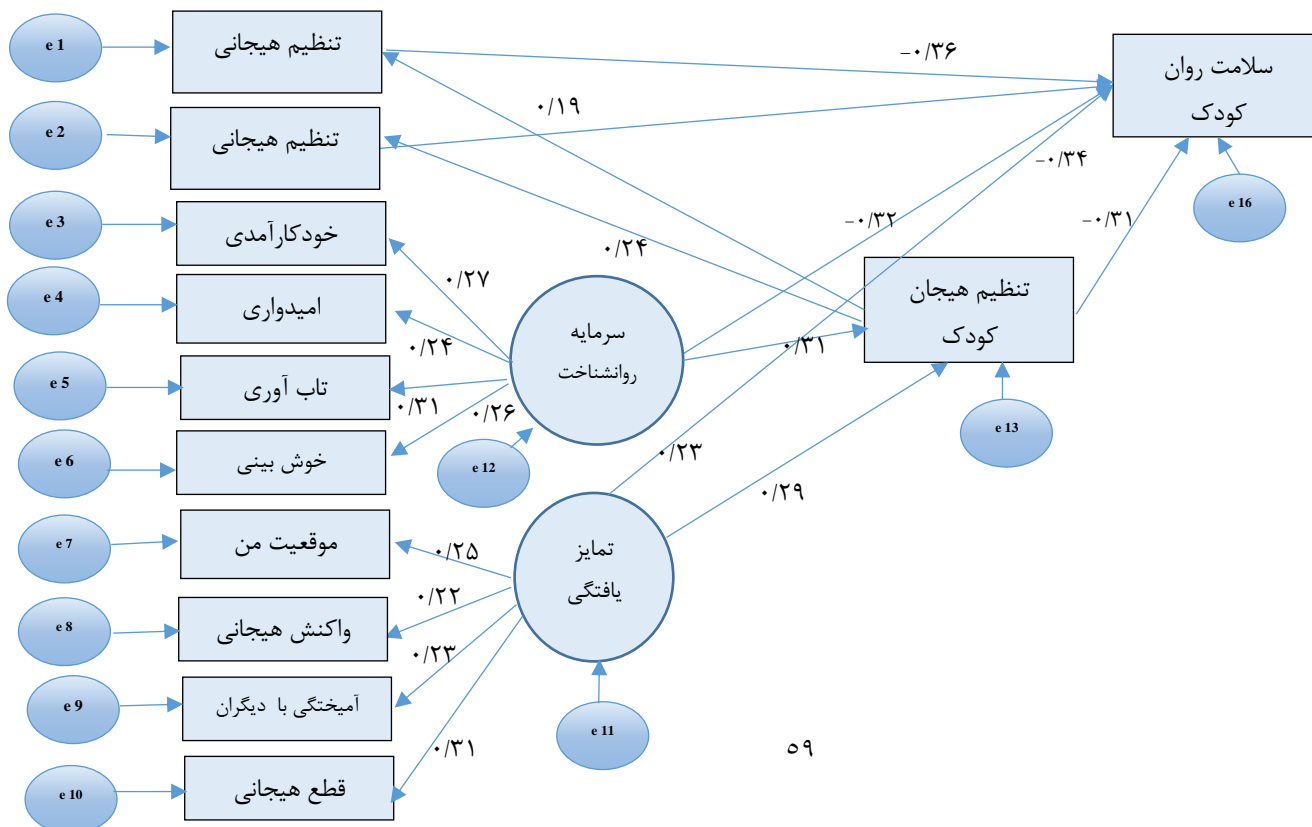 e 1
تنظیم هیجانی
-۰/۳۶
سلامت روان
کودک
e 2
تنظیم هیجانی
۰/۱۹
-۰/۳۴
e 3
خودکارآمدی
-۰/۳۲
e 16
-۰/۳۱
۰/۲۴
۰/۲۷
e 4
امیدواری
سرمایه
روانشناخت
تنظیم هیجان
کودک
۰/۲۴
۰/۳۱
e 5
تاب آوری
۰/۳۱
۰/۲۶
e 13
e 6
خوش بینی
e 12
۰/۲۳
۰/۲۹
e 7
موقعیت من
۰/۲۵
تمایز
یافتگی
e 8
واکنش هیجانی
۰/۲۲
۰/۲۳
e 9
آمیختگی با دیگران
e 11
۰/۳۱
۵۹
e 10
قطع هیجانی